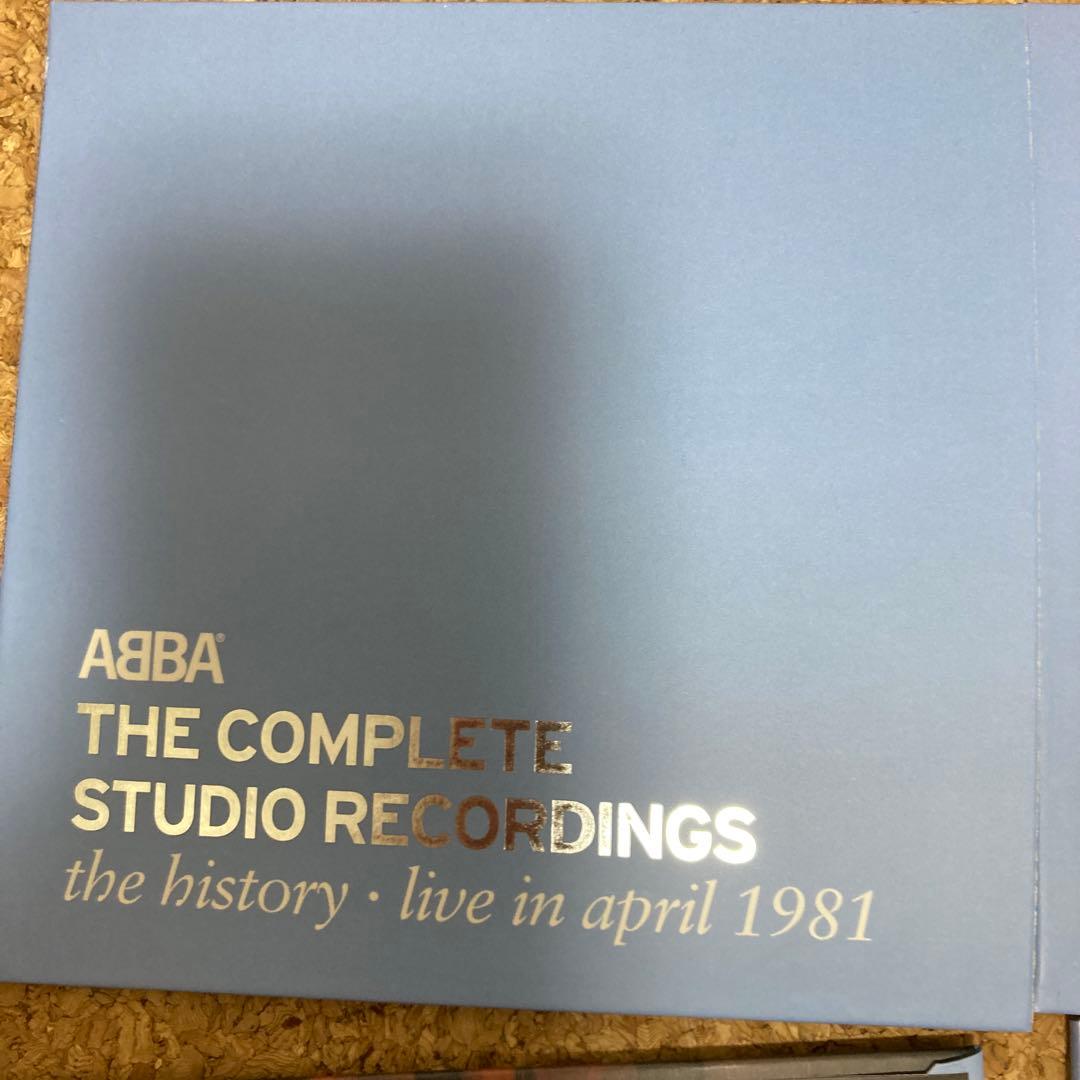 ABBA®
THE COMPLETE
STUDIO RECORDINGS
the history · live in april 1981